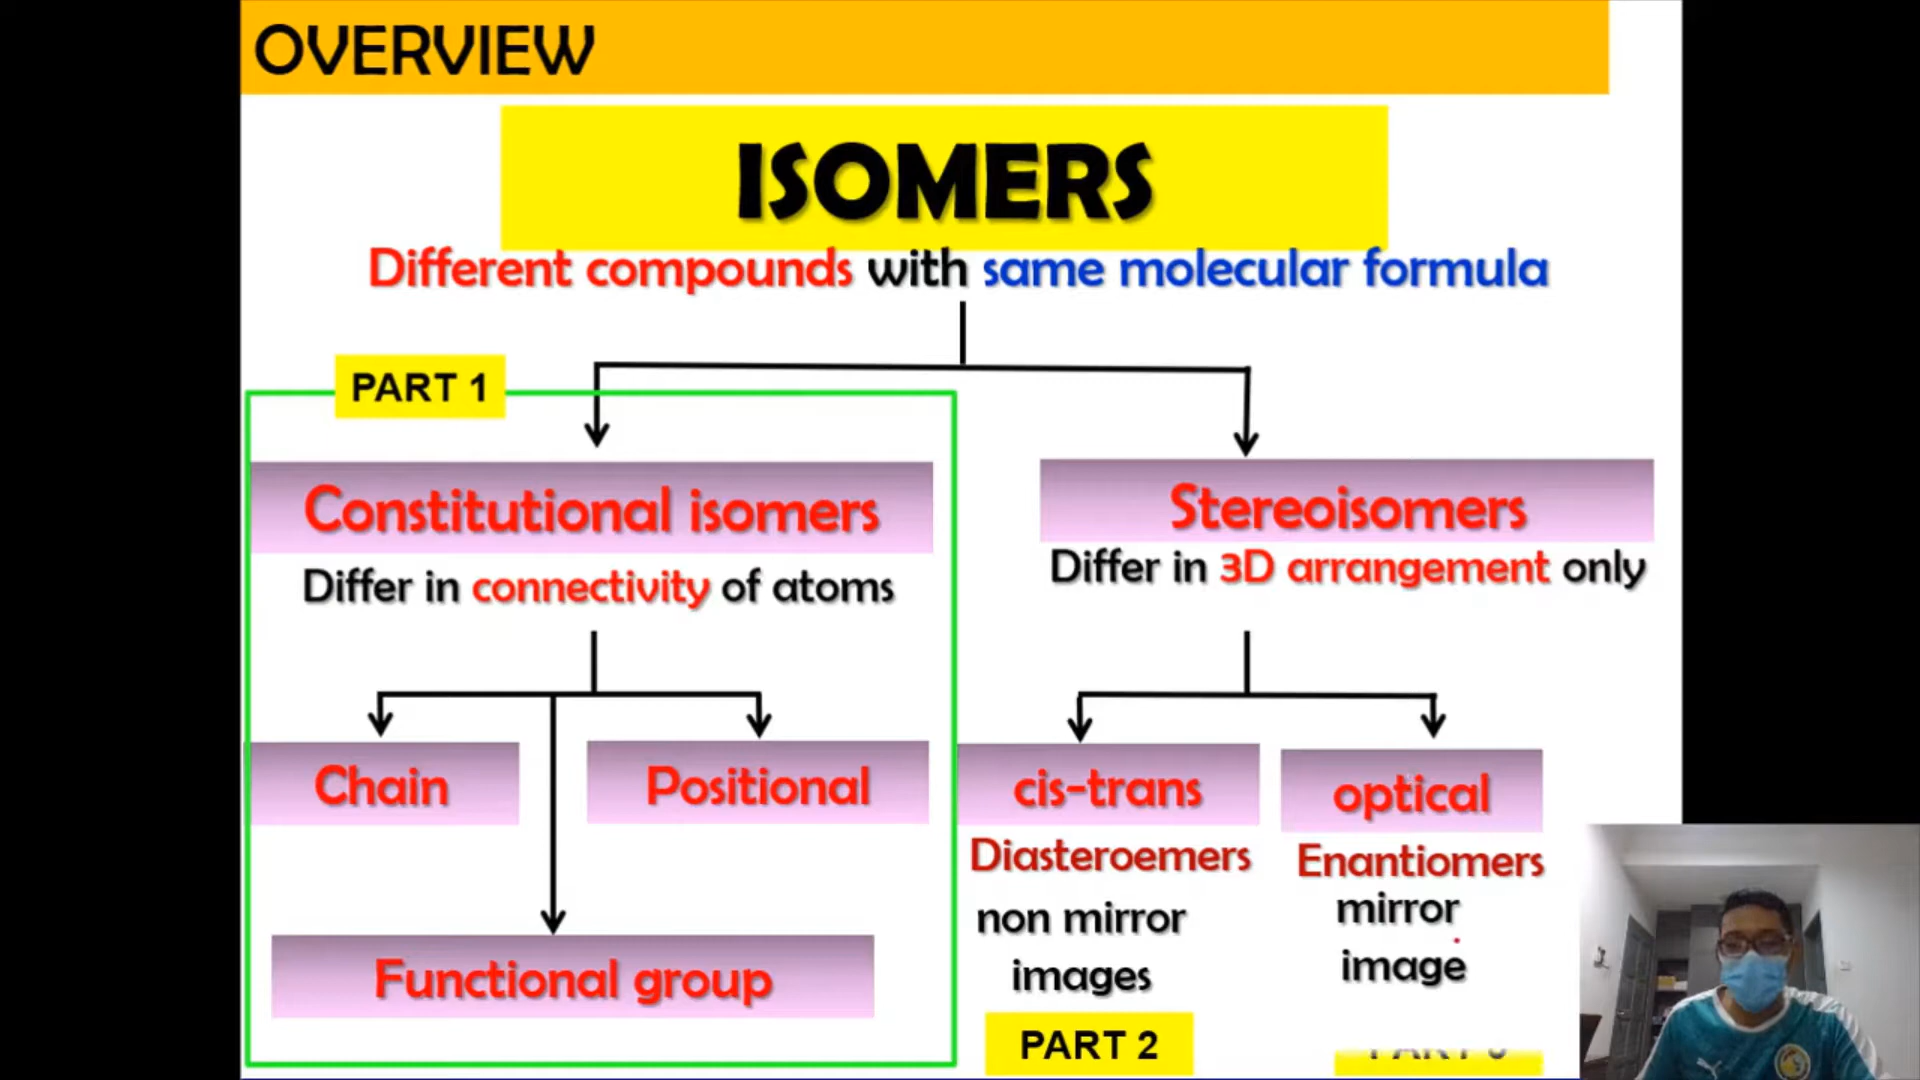 OVERVIEW
ISOMERS
Different compounds with same molecular formula
PART 1
Constitutional isomers
Differ in connectivity of atoms
Chain
Positional
Functional group
Stereoisomers
Differ in 3D arrangement only
cis-trans
Diasteroemers
non mirror
images
PART 2
optical
Enantiomers
mirror
image